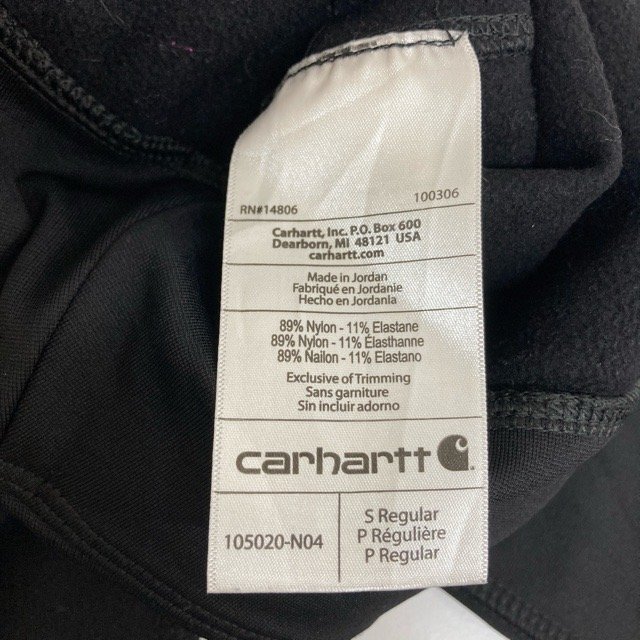 RN#14806 100306
Carhartt, Inc. P.O. Box 600
Dearborn, MI 48121 USA
carhartt.com
Made in Jordan
Fabriqué en Jordanie
Hecho en Jordania
89% Nylon - 11% Elastane
89% Nylon - 11% Élasthanne
89% Nailon - 11% Elastano
Exclusive of Trimming
Sans garniture
Sin incluir adorno
carhartt
105020-N04
S Regular
P Régulière
P Regular